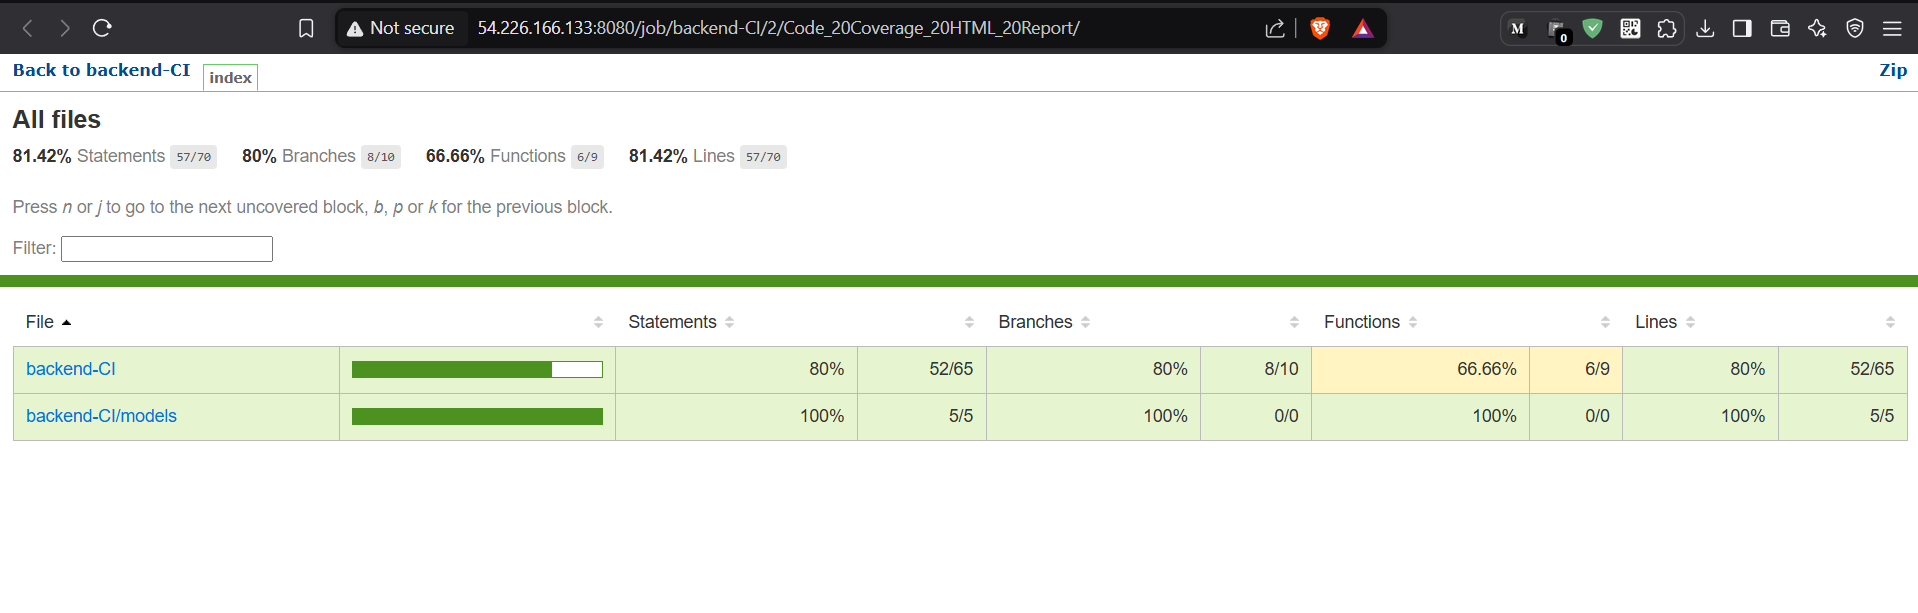 Not secure 54.226.166.133:8080/job/backend-CI/2/Code_20Coverage_20HTML_20Report/ M 0
Back to backend-CI index Zip
All files
81.42% Statements 57/70 80% Branches 8/10 66.66% Functions 6/9 81.42% Lines 57/70
Press n or j to go to the next uncovered block, b, p or k for the previous block.
Filter:
File Statements Branches Functions Lines
backend-CI 80% 52/65 80% 8/10 66.66% 6/9 80% 52/65
backend-CI/models 100% 5/5 100% 0/0 100% 0/0 100% 5/5